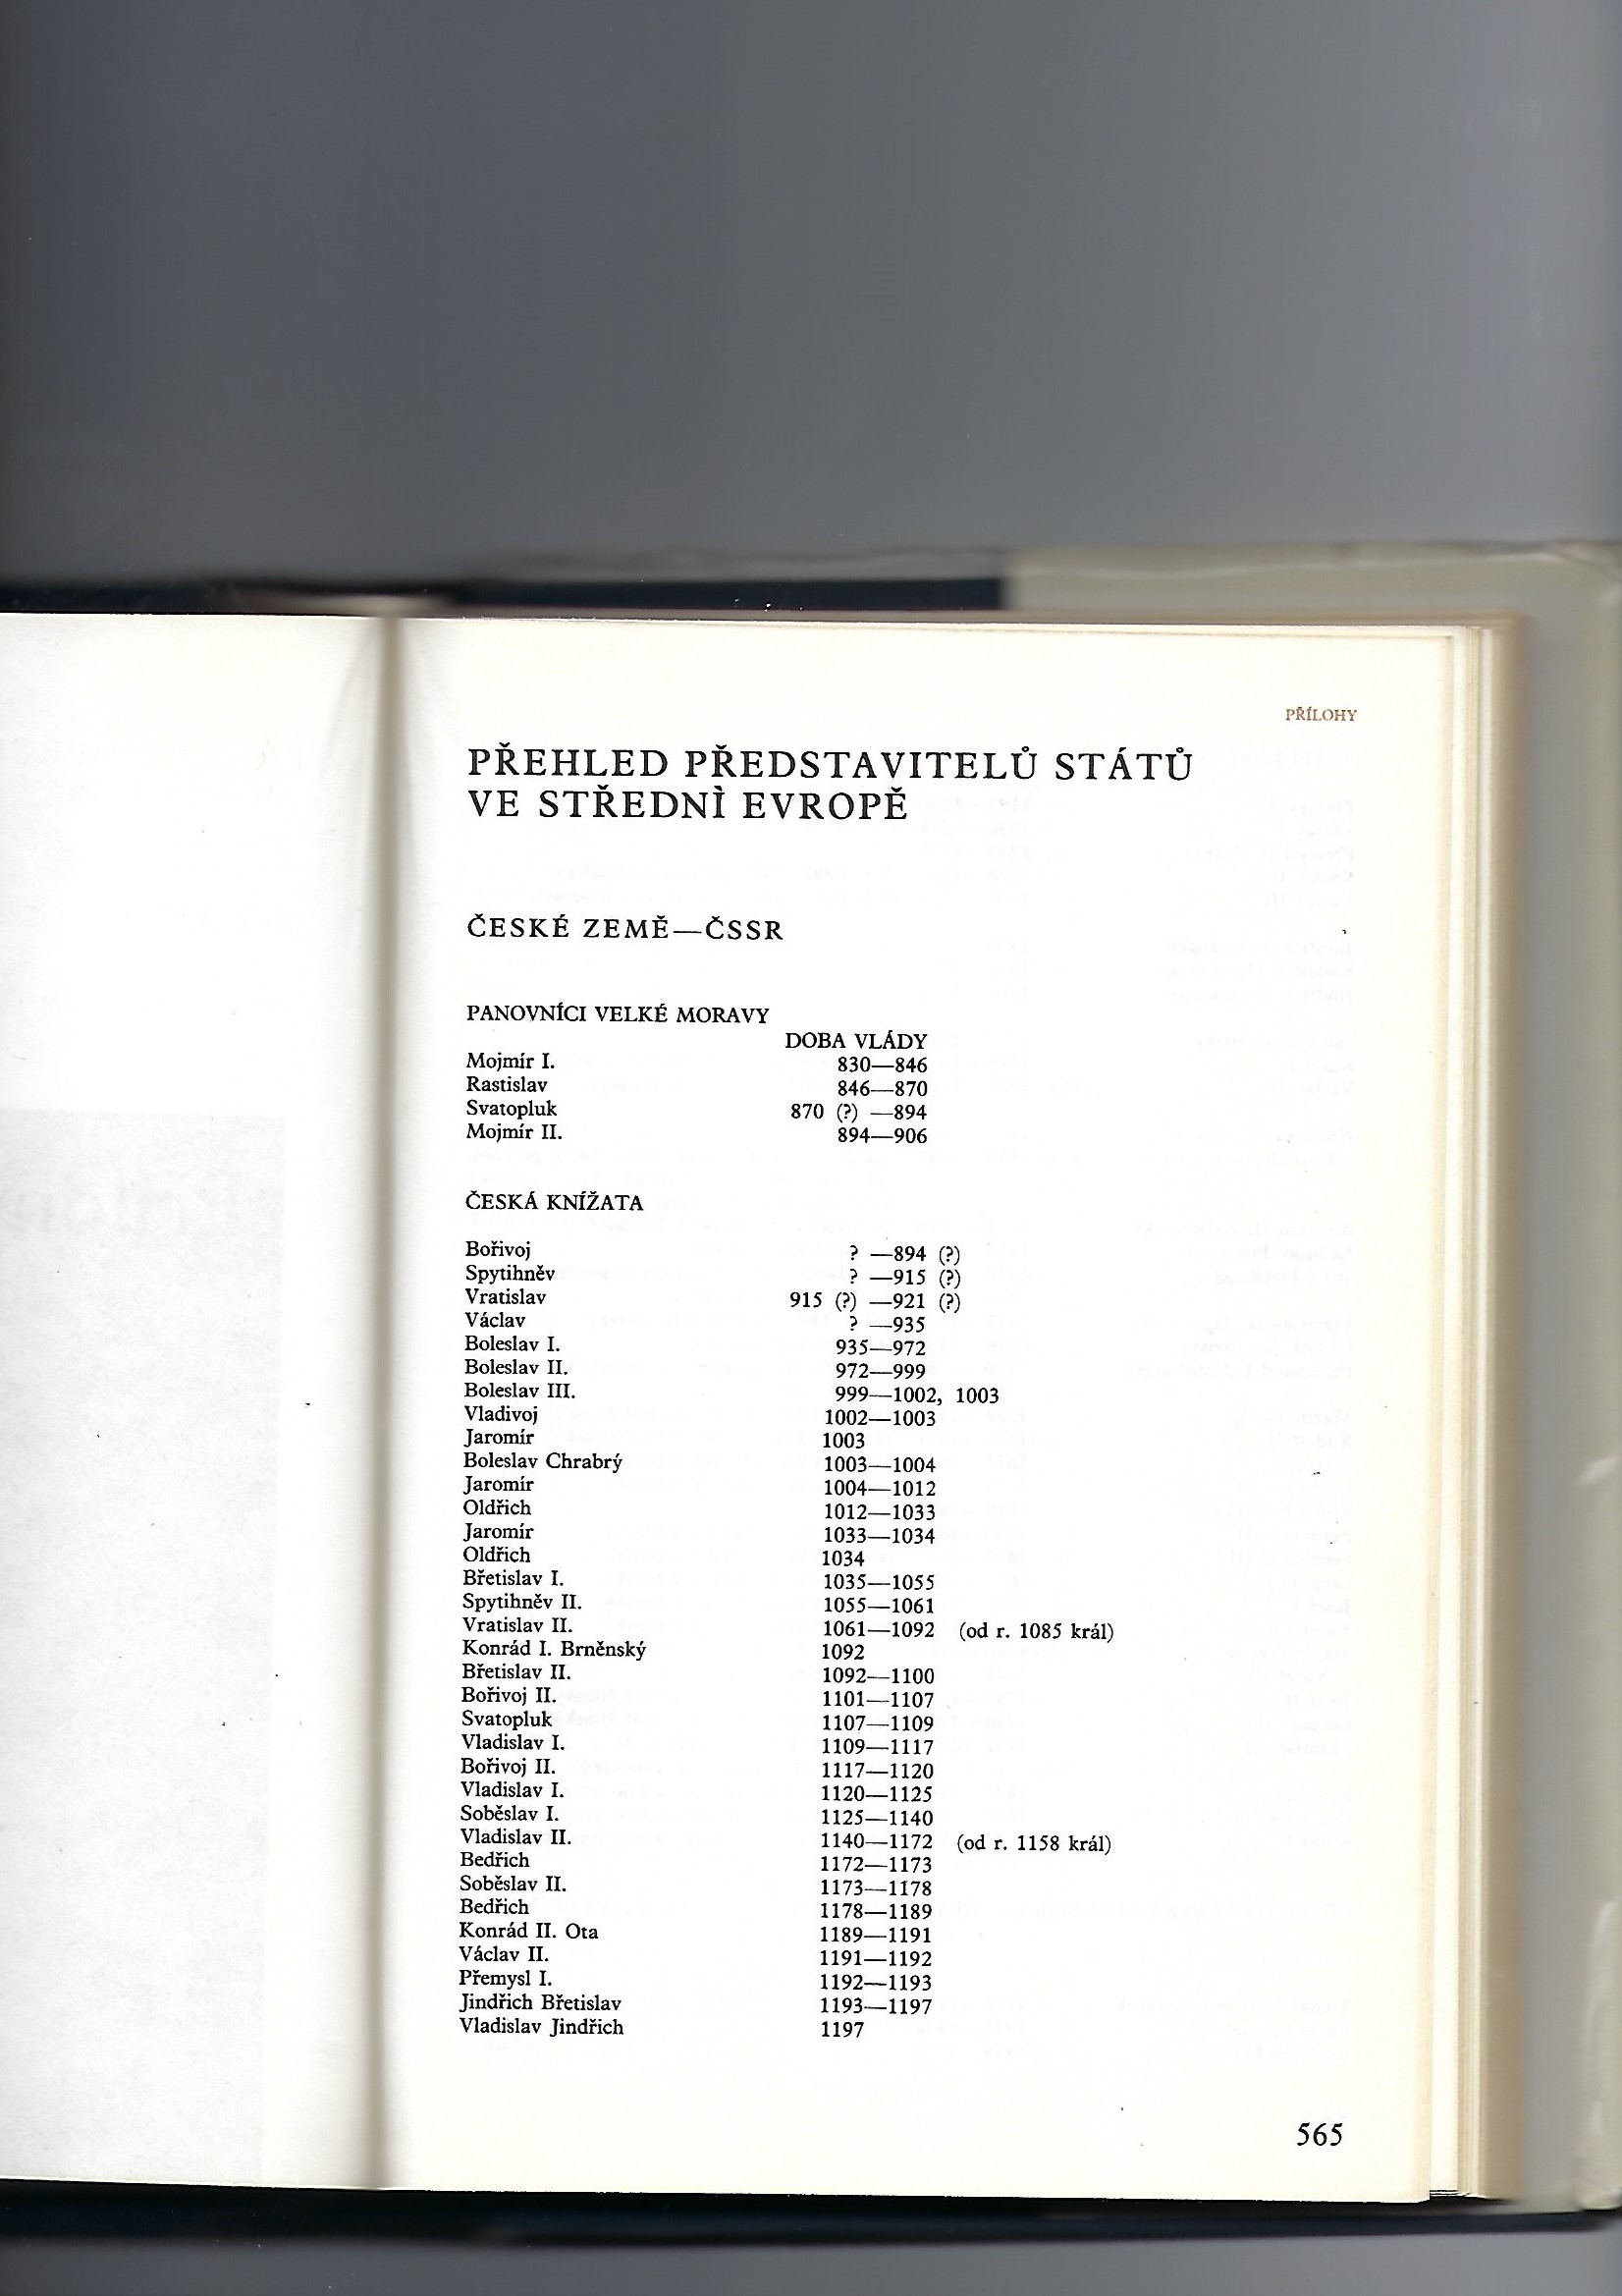 PŘÍLOHY
PŘEHLED PŘEDSTAVITELŮ STÁTŮ
VE STŘEDNÌ EVROPĚ
ČESKÉ ZEMĚ—ČSSR
PANOVNÍCI VELKÉ MORAVY
DOBA VLÁDY
Mojmír I. 830—846
Rastislav 846—870
Svatopluk 870 (?) —894
Mojmír II. 894—906
ČESKÁ KNÍŽATA
Bořivoj ? —894 (?)
Spytihněv ? —915 (?)
Vratislav 915 (?) —921 (?)
Václav ? —935
Boleslav I. 935—972
Boleslav II. 972—999
Boleslav III. 999—1002, 1003
Vladivoj 1002—1003
Jaromír 1003
Boleslav Chrabrý 1003—1004
Jaromír 1004—1012
Oldřich 1012—1033
Jaromír 1033—1034
Oldřich 1034
Břetislav I. 1035—1055
Spytihněv II. 1055—1061
Vratislav II. 1061—1092 (od r. 1085 král)
Konrád I. Brněnský 1092
Břetislav II. 1092—1100
Bořivoj II. 1101—1107
Svatopluk 1107—1109
Vladislav I. 1109—1117
Bořivoj II. 1117—1120
Vladislav I. 1120—1125
Soběslav I. 1125—1140
Vladislav II. 1140—1172 (od r. 1158 král)
Bedřich 1172—1173
Soběslav II. 1173—1178
Bedřich 1178—1189
Konrád II. Ota 1189—1191
Václav II. 1191—1192
Přemysl I. 1192—1193
Jindřich Břetislav 1193—1197
Vladislav Jindřich 1197
565